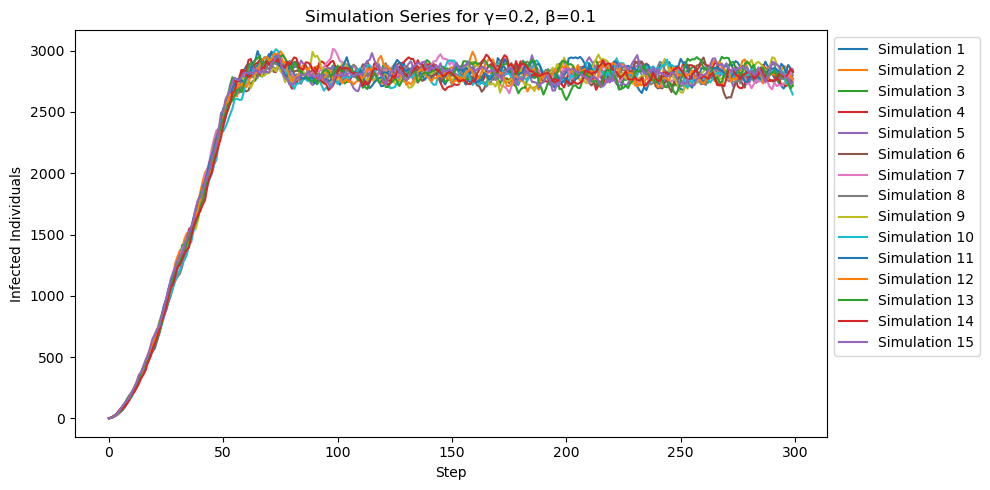 Simulation Series for γ=0.2, β=0.1
Infected Individuals
3000
2500
2000
1500
1000
500
0
0 50 100 150 200 250 300
Step
Simulation 1
Simulation 2
Simulation 3
Simulation 4
Simulation 5
Simulation 6
Simulation 7
Simulation 8
Simulation 9
Simulation 10
Simulation 11
Simulation 12
Simulation 13
Simulation 14
Simulation 15